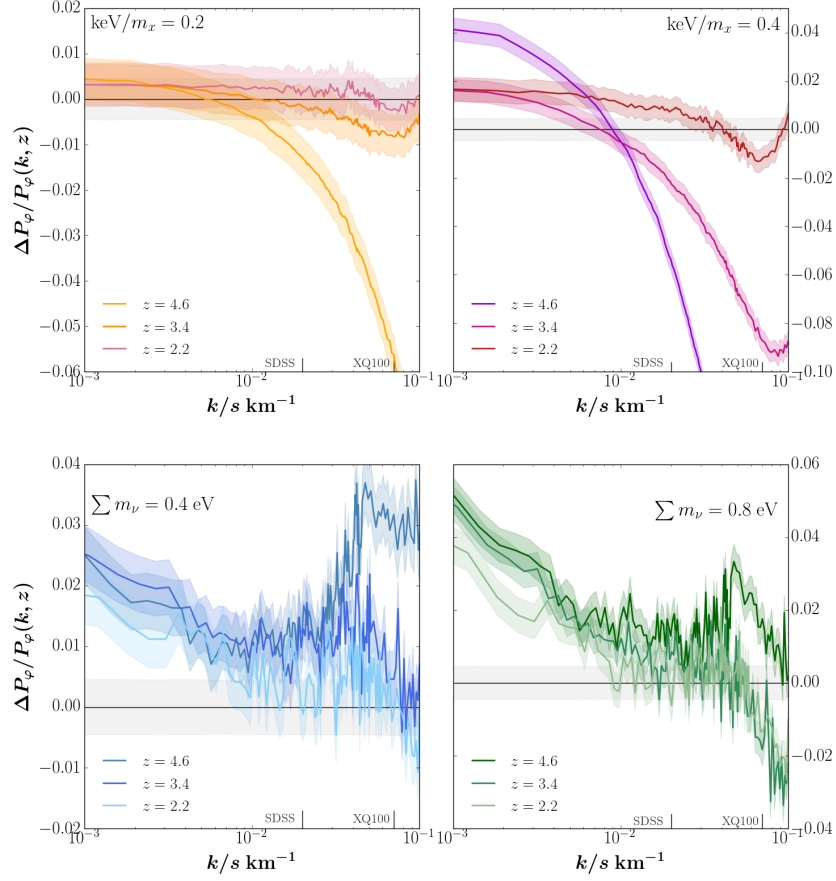 0.02
0.01
0.00
−0.01
−0.02
−0.03
−0.04
−0.05
−0.06
ΔP_φ/P_φ(k, z)
keV/m_x = 0.2
z = 4.6
z = 3.4
z = 2.2
SDSS
XQ100
10^−3
10^−2
10^−1
k/s km^−1
keV/m_x = 0.4
0.04
0.02
0.00
−0.02
−0.04
−0.06
−0.08
−0.10
z = 4.6
z = 3.4
z = 2.2
SDSS
XQ100
10^−3
10^−2
10^−1
k/s km^−1
0.04
0.03
0.02
0.01
0.00
−0.01
−0.02
ΔP_φ/P_φ(k, z)
∑ m_ν = 0.4 eV
z = 4.6
z = 3.4
z = 2.2
SDSS
XQ100
10^−3
10^−2
10^−1
k/s km^−1
∑ m_ν = 0.8 eV
0.06
0.04
0.02
0.00
−0.02
−0.04
z = 4.6
z = 3.4
z = 2.2
SDSS
XQ100
10^−3
10^−2
10^−1
k/s km^−1